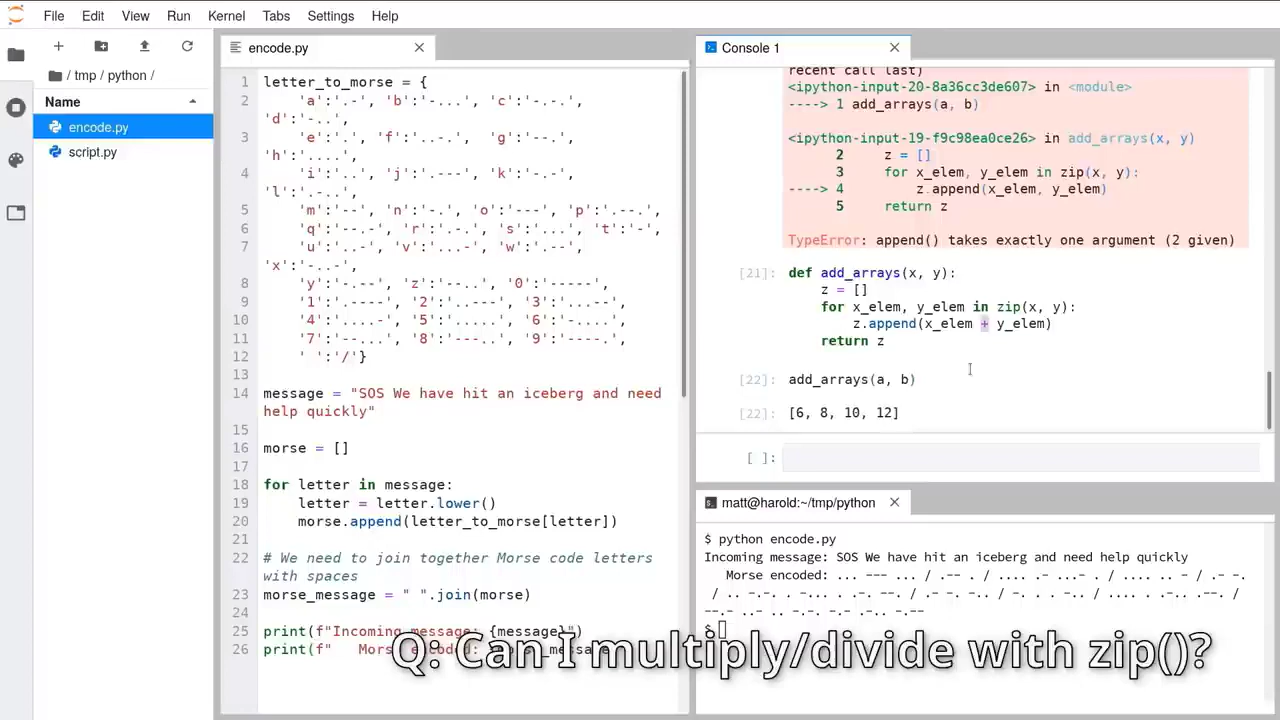 File Edit View Run Kernel Tabs Settings Help
/ tmp / python /
Name
encode.py
script.py
encode.py
1 letter_to_morse = {
2     'a':'.-', 'b':'-...', 'c':'-.-.',
'd':'-..',
3     'e':'.', 'f':'..-.', 'g':'--.',
'h':'....',
4     'i':'..', 'j':'.---', 'k':'-.-',
'l':'.-..',
5     'm':'--', 'n':'-.', 'o':'---', 'p':'.--.',
6     'q':'--.-', 'r':'.-.', 's':'...', 't':'-',
7     'u':'..-', 'v':'...-', 'w':'.--',
'x':'-..-',
8     'y':'-.--', 'z':'--..', '0':'-----',
9     '1':'.----', '2':'..---', '3':'...--',
10     '4':'....-', '5':'.....', '6':'-....',
11     '7':'--...', '8':'---..', '9':'----.',
12     ' ':'/'}
13
14 message = "SOS We have hit an iceberg and need
help quickly"
15
16 morse = []
17
18 for letter in message:
19     letter = letter.lower()
20     morse.append(letter_to_morse[letter])
21
22 # We need to join together Morse code letters
with spaces
23 morse_message = " ".join(morse)
24
25 print(f"Incoming message: {message}")
26 print(f"   Mors
Console 1
recent call last)
<ipython-input-20-8a36cc3de607> in <module>
----> 1 add_arrays(a, b)
<ipython-input-19-f9c98ea0ce26> in add_arrays(x, y)
2     z = []
3     for x_elem, y_elem in zip(x, y):
----> 4         z.append(x_elem, y_elem)
5     return z
TypeError: append() takes exactly one argument (2 given)
[21]: def add_arrays(x, y):
    z = []
    for x_elem, y_elem in zip(x, y):
        z.append(x_elem + y_elem)
    return z
[22]: add_arrays(a, b)
[22]: [6, 8, 10, 12]
[ ]:
matt@harold:~/tmp/python
$ python encode.py
Incoming message: SOS We have hit an iceberg and need help quickly
   Morse encoded: ... --- ... / .-- . / .... .- ...- . / .... .. - / .- -.
/ .. -.-. . -... . .-. --. / .- -. -.. / -. . . -.. / .... . .-.. .--. /
--.- ..- .. -.-. -.- .-.. -.--
$
Q: Can I multiply/divide with zip()?